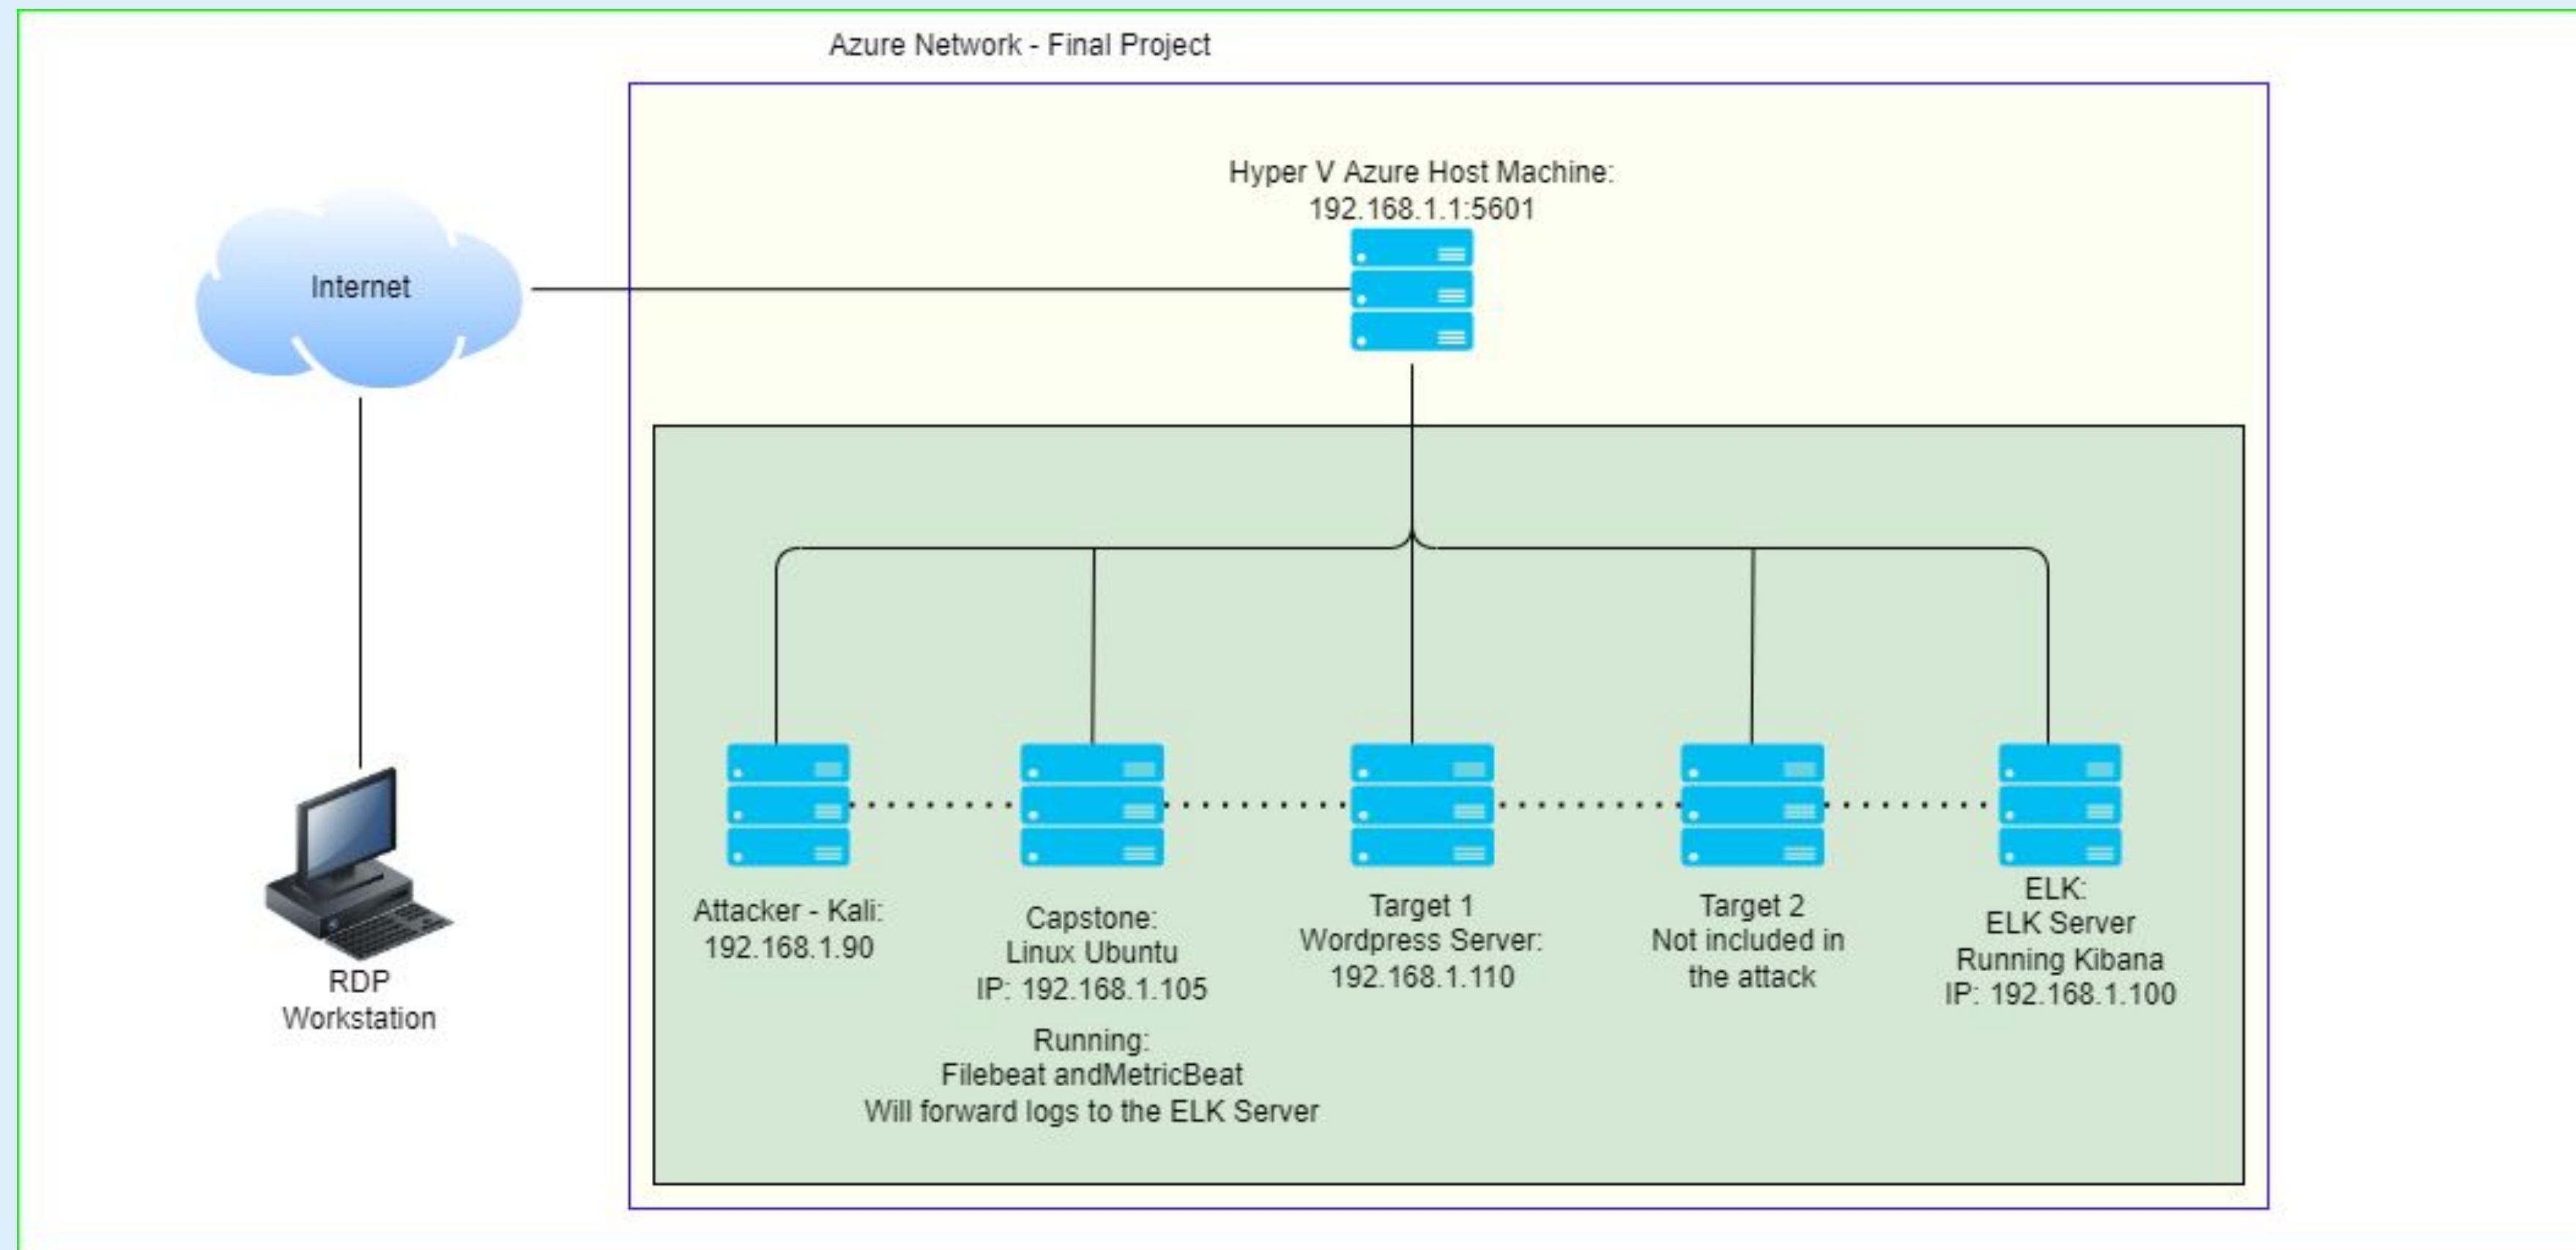 Azure Network - Final Project
Hyper V Azure Host Machine:
192.168.1.1:5601
Internet
RDP
Workstation
Attacker - Kali:
192.168.1.90
Capstone:
Linux Ubuntu
IP: 192.168.1.105
Running:
Filebeat andMetricBeat
Will forward logs to the ELK Server
Target 1
Wordpress Server:
192.168.1.110
Target 2
Not included in
the attack
ELK:
ELK Server
Running Kibana
IP: 192.168.1.100